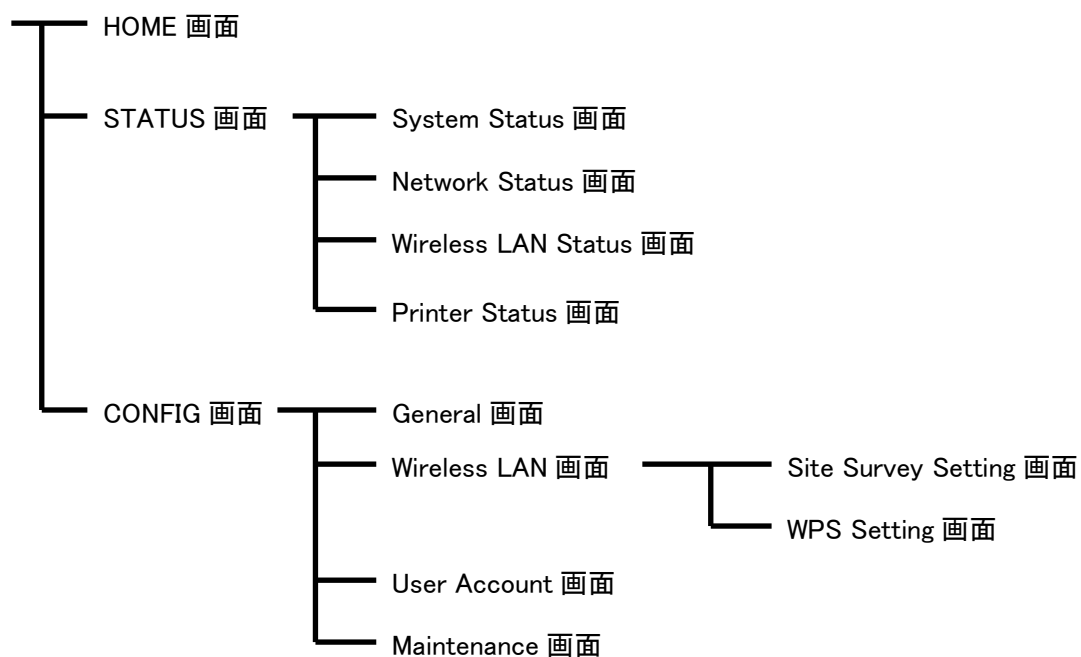 HOME 画面
STATUS 画面
System Status 画面
Network Status 画面
Wireless LAN Status 画面
Printer Status 画面
CONFIG 画面
General 画面
Wireless LAN 画面
Site Survey Setting 画面
WPS Setting 画面
User Account 画面
Maintenance 画面